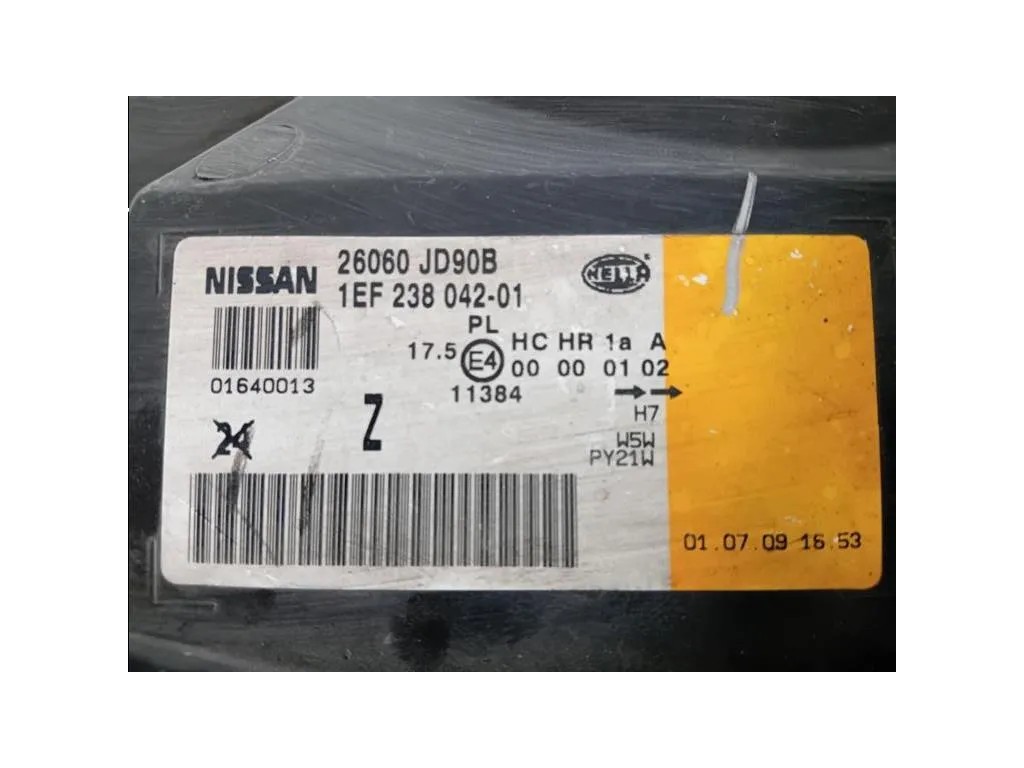 NISSAN
26060 JD90B
1EF 238 042-01
HELLA
PL
17.5 E4 HC HR 1a A
00 00 01 02
11384
01640013
H7
24
Z
W5W
PY21W
01.07.09 16:53